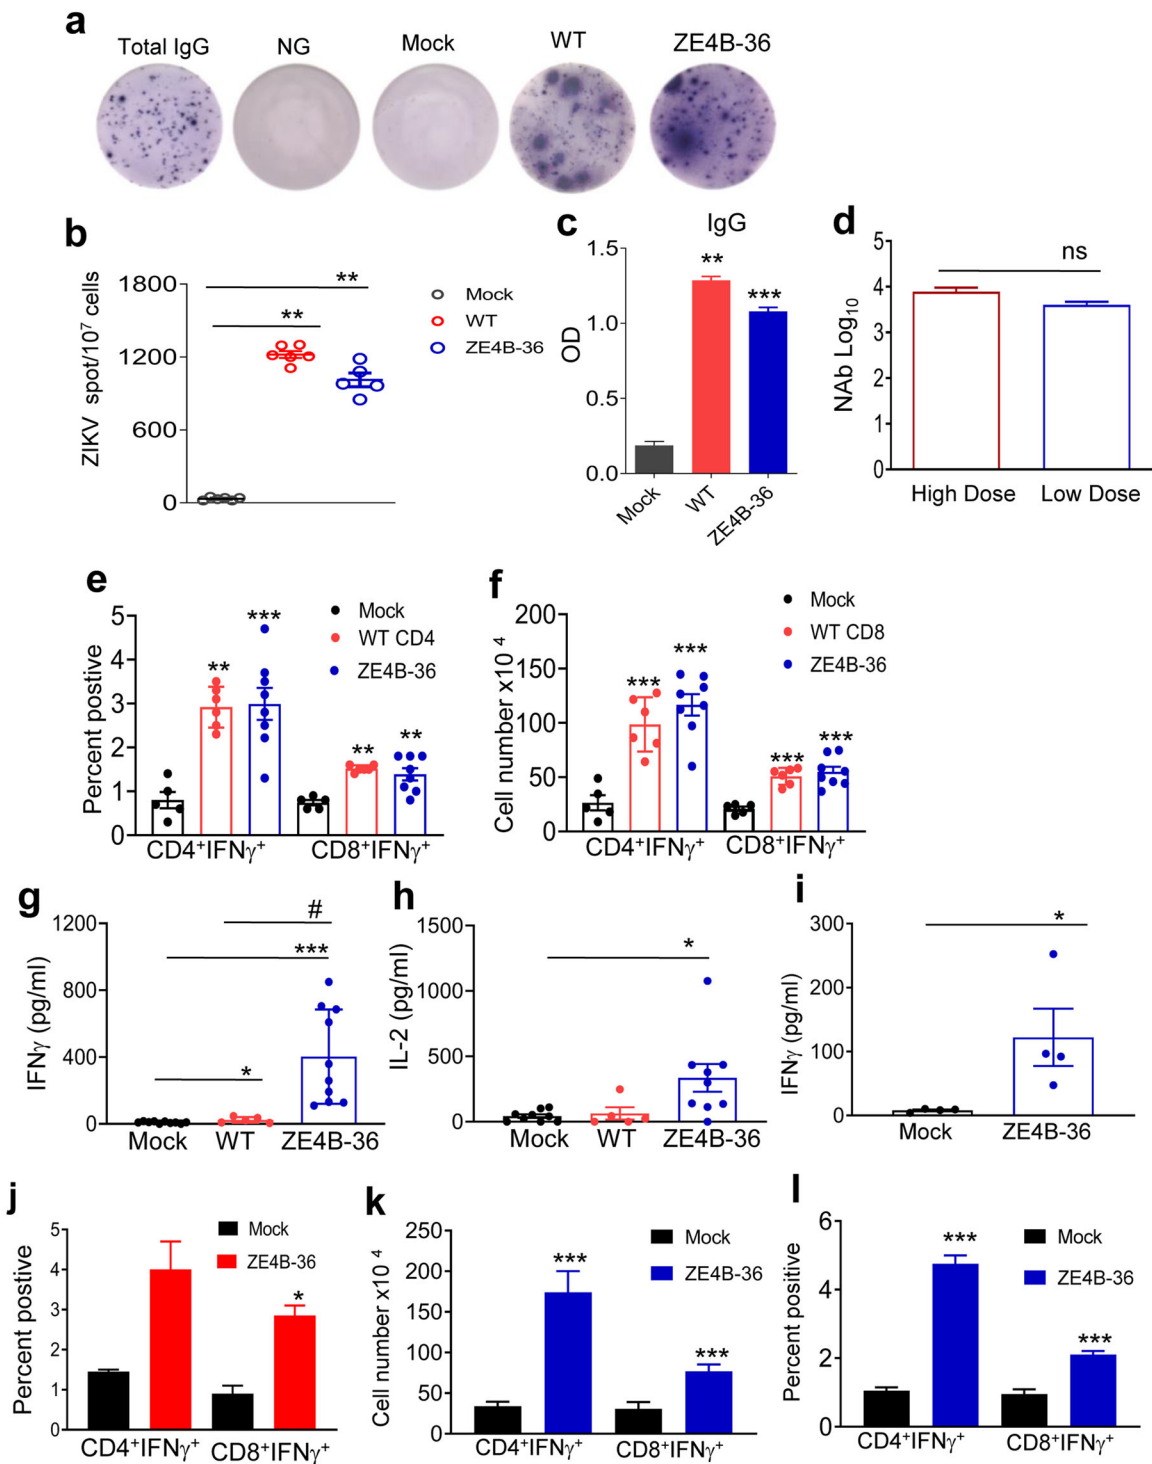 a
Total IgG NG Mock WT ZE4B-36
b
ZIKV spot/10⁷ cells
1800
1200
600
0
**
**
Mock
WT
ZE4B-36
c
IgG
OD
1.5
1.0
0.5
0.0
**
***
Mock WT ZE4B-36
d
NAb Log₁₀
5
4
3
2
1
0
ns
High Dose Low Dose
e
Percent postive
5
4
3
2
1
0
** *** ** **
Mock
WT CD4
ZE4B-36
CD4⁺IFNγ⁺ CD8⁺IFNγ⁺
f
Cell number x10 ⁴
200
150
100
50
0
*** *** *** ***
Mock
WT CD8
ZE4B-36
CD4⁺IFNγ⁺ CD8⁺IFNγ⁺
g
IFNγ (pg/ml)
1200
800
400
0
#
***
*
Mock WT ZE4B-36
h
IL-2 (pg/ml)
1500
1000
500
0
*
Mock WT ZE4B-36
i
IFNγ (pg/ml)
300
200
100
0
*
Mock ZE4B-36
j
Percent postive
5
4
3
2
1
0
*
Mock
ZE4B-36
CD4⁺IFNγ⁺ CD8⁺IFNγ⁺
k
Cell number x10 ⁴
250
200
150
100
50
0
*** ***
Mock
ZE4B-36
CD4⁺IFNγ⁺ CD8⁺IFNγ⁺
l
Percent positive
6
4
2
0
*** ***
Mock
ZE4B-36
CD4⁺IFNγ⁺ CD8⁺IFNγ⁺